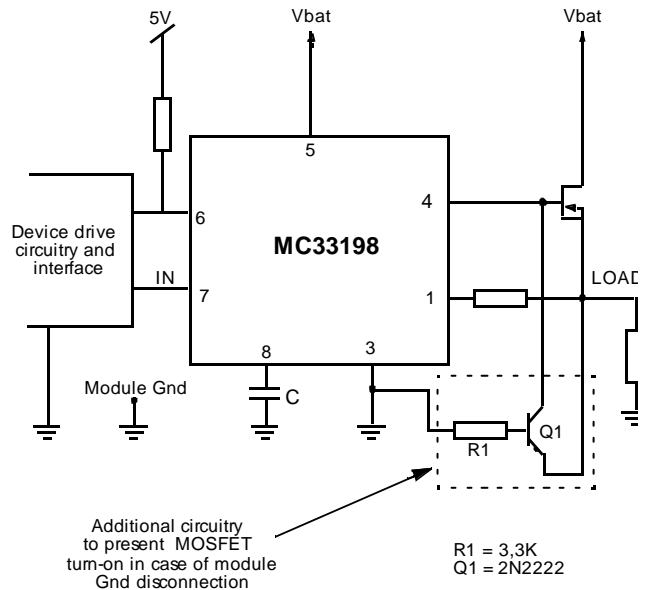 5V
Vbat
Vbat
5
6
4
Device drive
circuitry and
interface
MC33198
IN
7
1
LOAD
8
3
Module Gnd
C
Q1
R1
Additional circuitry
to present MOSFET
turn-on in case of module
Gnd disconnection
R1 = 3,3K
Q1 = 2N2222